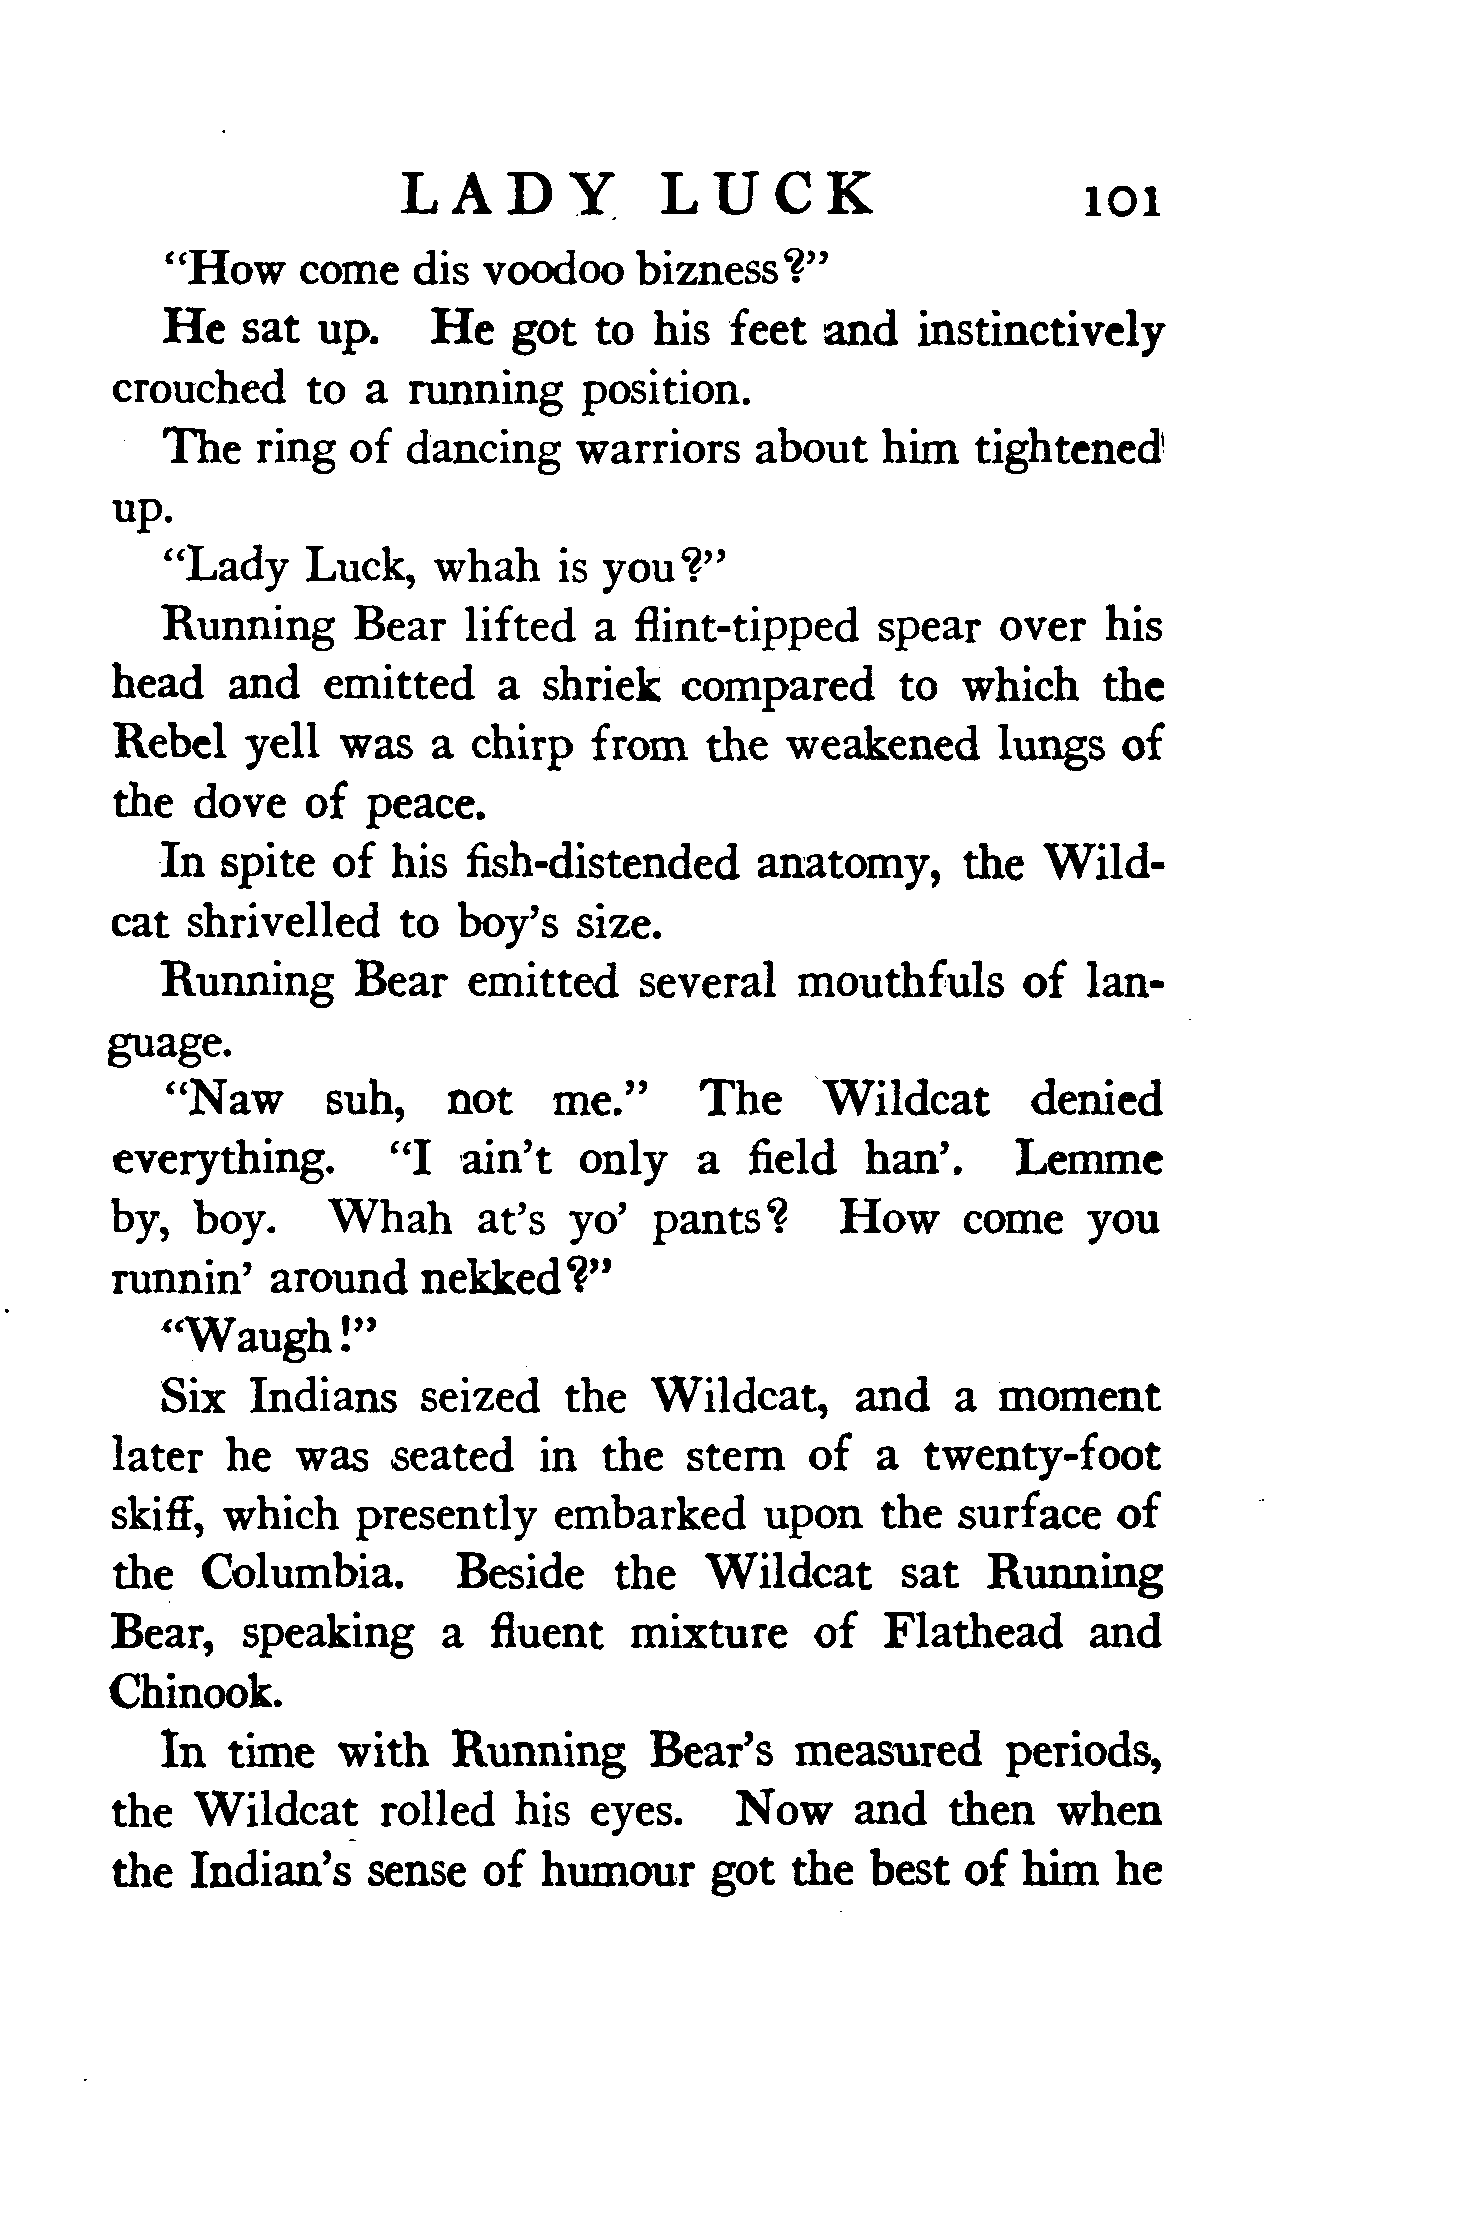 LADY LUCK 101
"How come dis voodoo bizness?"
He sat up. He got to his feet and instinctively
crouched to a running position.
The ring of dancing warriors about him tightened
up.
"Lady Luck, whah is you?"
Running Bear lifted a flint-tipped spear over his
head and emitted a shriek compared to which the
Rebel yell was a chirp from the weakened lungs of
the dove of peace.
In spite of his fish-distended anatomy, the Wild-
cat shrivelled to boy's size.
Running Bear emitted several mouthfuls of lan-
guage.
"Naw suh, not me." The Wildcat denied
everything. "I ain't only a field han'. Lemme
by, boy. Whah at's yo' pants? How come you
runnin' around nekked?"
"Waugh!"
Six Indians seized the Wildcat, and a moment
later he was seated in the stern of a twenty-foot
skiff, which presently embarked upon the surface of
the Columbia. Beside the Wildcat sat Running
Bear, speaking a fluent mixture of Flathead and
Chinook.
In time with Running Bear's measured periods,
the Wildcat rolled his eyes. Now and then when
the Indian's sense of humour got the best of him he